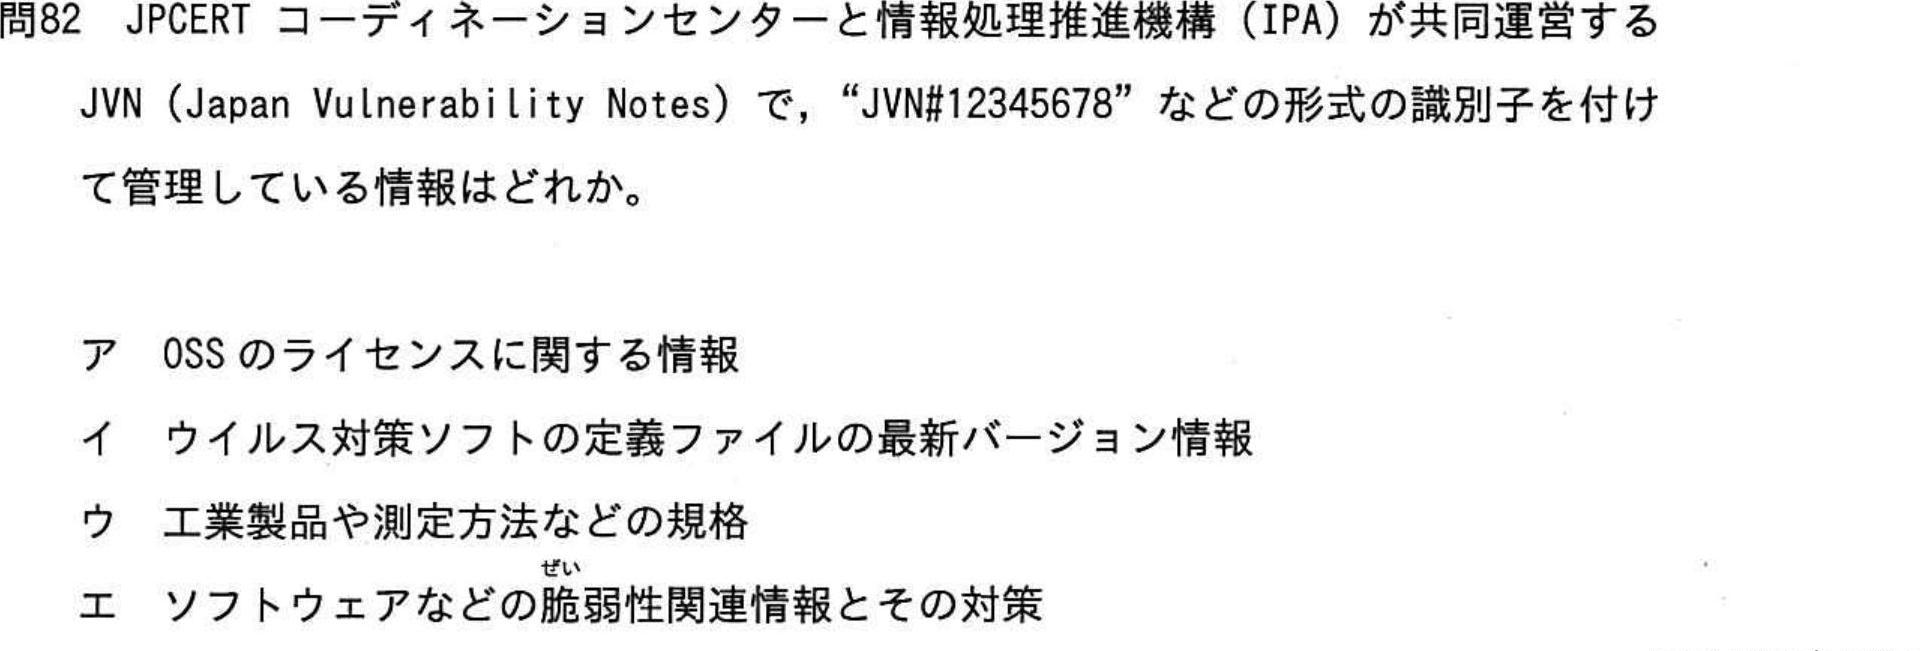 問82 JPCERT コーディネーションセンターと情報処理推進機構（IPA）が共同運営する
JVN（Japan Vulnerability Notes）で，“JVN#12345678” などの形式の識別子を付け
て管理している情報はどれか。
ア OSS のライセンスに関する情報
イ ウイルス対策ソフトの定義ファイルの最新バージョン情報
ウ 工業製品や測定方法などの規格
ぜい
エ ソフトウェアなどの脆弱性関連情報とその対策